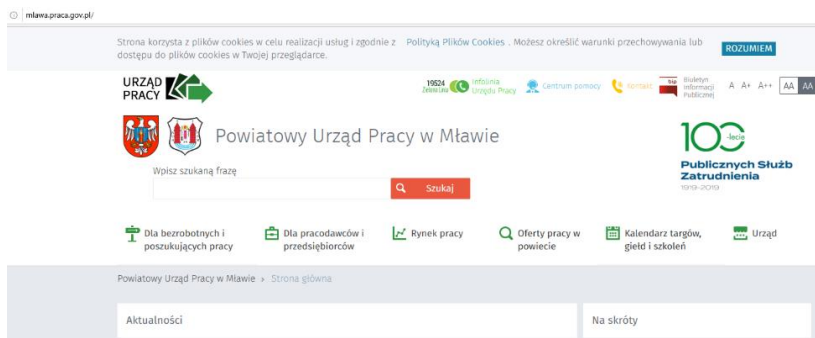 mlawa.praca.gov.pl/
Strona korzysta z plików cookies w celu realizacji usług i zgodnie z Polityką Plików Cookies . Możesz określić warunki przechowywania lub
dostępu do plików cookies w Twojej przeglądarce.
ROZUMIEM
URZĄD
PRACY
19524
Zielona Linia
Infolinia
Urzędu Pracy
Centrum pomocy
Kontakt
bip
Biuletyn
Informacji
Publicznej
A A+ A++ AA AA
Powiatowy Urząd Pracy w Mławie
100 -lecie
Publicznych Służb
Zatrudnienia
1919-2019
Wpisz szukaną frazę
Szukaj
Dla bezrobotnych i
poszukujących pracy
Dla pracodawców i
przedsiębiorców
Rynek pracy
Oferty pracy w
powiecie
Kalendarz targów,
giełd i szkoleń
Urząd
Powiatowy Urząd Pracy w Mławie » Strona główna
Aktualności
Na skróty